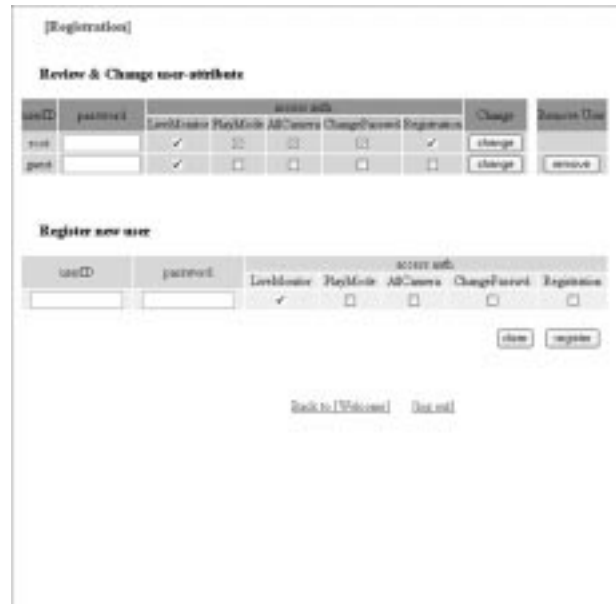 [Registration]
Review & Change user-attribute
userID password access auth. Change Remove User
LiveMonitor PlayMode AllCamera ChangePasswd Registration
root change
guest change remove
Register new user
userID password access auth.
LiveMonitor PlayMode AllCamera ChangePasswd Registration
register
Back to [Welcome] [log out]